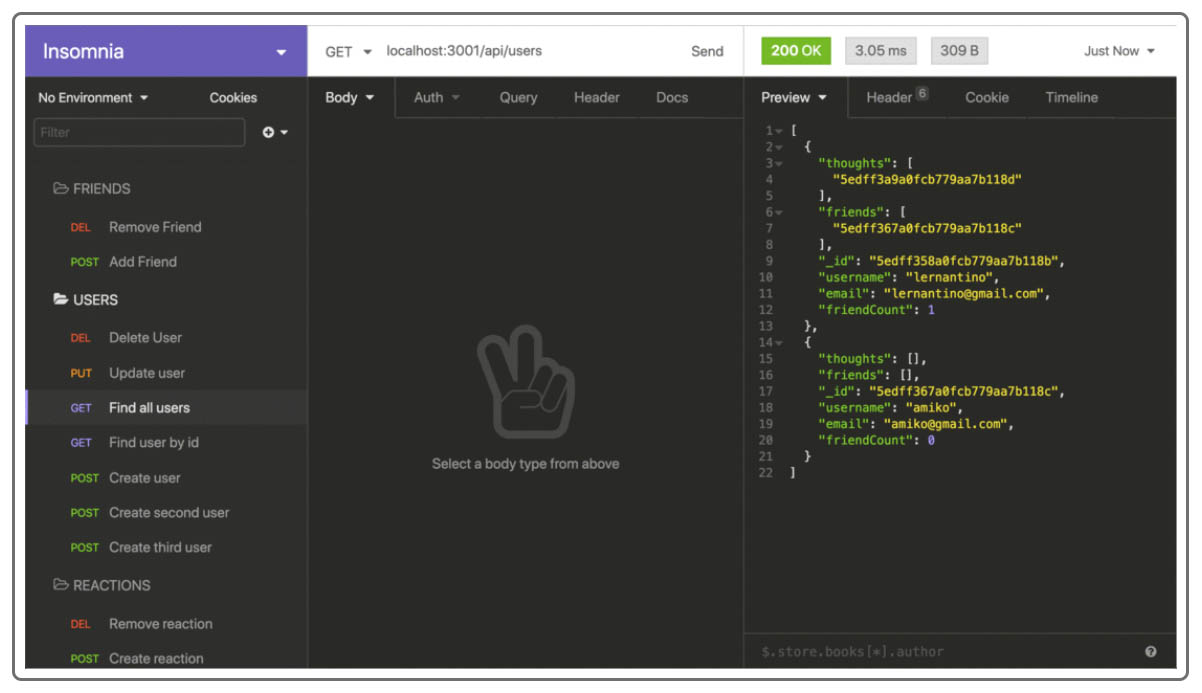 Insomnia
GET localhost:3001/api/users Send
200 OK 3.05 ms 309 B Just Now
No Environment Cookies
Filter
FRIENDS
DEL Remove Friend
POST Add Friend
USERS
DEL Delete User
PUT Update user
GET Find all users
GET Find user by id
POST Create user
POST Create second user
POST Create third user
REACTIONS
DEL Remove reaction
POST Create reaction
Body Auth Query Header Docs
Select a body type from above
Preview Header 6 Cookie Timeline
1 [
2 {
3 "thoughts": [
4 "5edff3a9a0fcb779aa7b118d"
5 ],
6 "friends": [
7 "5edff367a0fcb779aa7b118c"
8 ],
9 "_id": "5edff358a0fcb779aa7b118b",
10 "username": "lernantino",
11 "email": "lernantino@gmail.com",
12 "friendCount": 1
13 },
14 {
15 "thoughts": [],
16 "friends": [],
17 "_id": "5edff367a0fcb779aa7b118c",
18 "username": "amiko",
19 "email": "amiko@gmail.com",
20 "friendCount": 0
21 }
22 ]
$.store.books[*].author